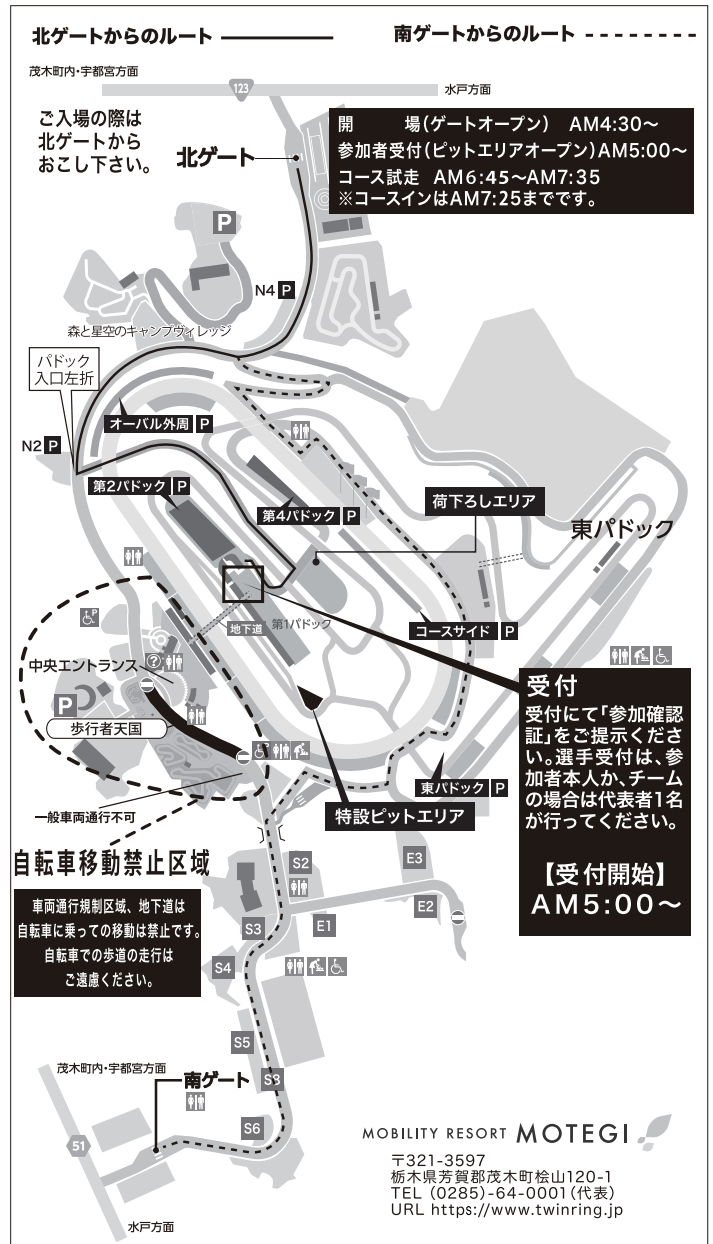 北ゲートからのルート
南ゲートからのルート
茂木町内・宇都宮方面
123
水戸方面
ご入場の際は
北ゲートから
おこし下さい。
北ゲート
開　　場(ゲートオープン)　AM4:30～
参加者受付(ピットエリアオープン)AM5:00～
コース試走　AM6:45～AM7:35
※コースインはAM7:25までです。
P
N4 P
森と星空のキャンプヴィレッジ
パドック
入口左折
オーバル外周 P
N2 P
第2パドック P
第4パドック P
荷下ろしエリア
東パドック
地下道
第1パドック
コースサイド P
P
中央エントランス
?
P
歩行者天国
P
受付
受付にて「参加確認
証」をご提示くださ
い。選手受付は、参
加者本人か、チーム
の場合は代表者1名
が行ってください。
【受付開始】
AM5:00～
東パドック P
特設ピットエリア
一般車両通行不可
自転車移動禁止区域
車両通行規制区域、地下道は
自転車に乗っての移動は禁止です。
自転車での歩道の走行は
ご遠慮ください。
S2
E3
E2
E1
S3
S4
S5
S8
S6
茂木町内・宇都宮方面
南ゲート
51
水戸方面
MOBILITY RESORT MOTEGI
〒321-3597
栃木県芳賀郡茂木町桧山120-1
TEL (0285)-64-0001(代表)
URL https://www.twinring.jp